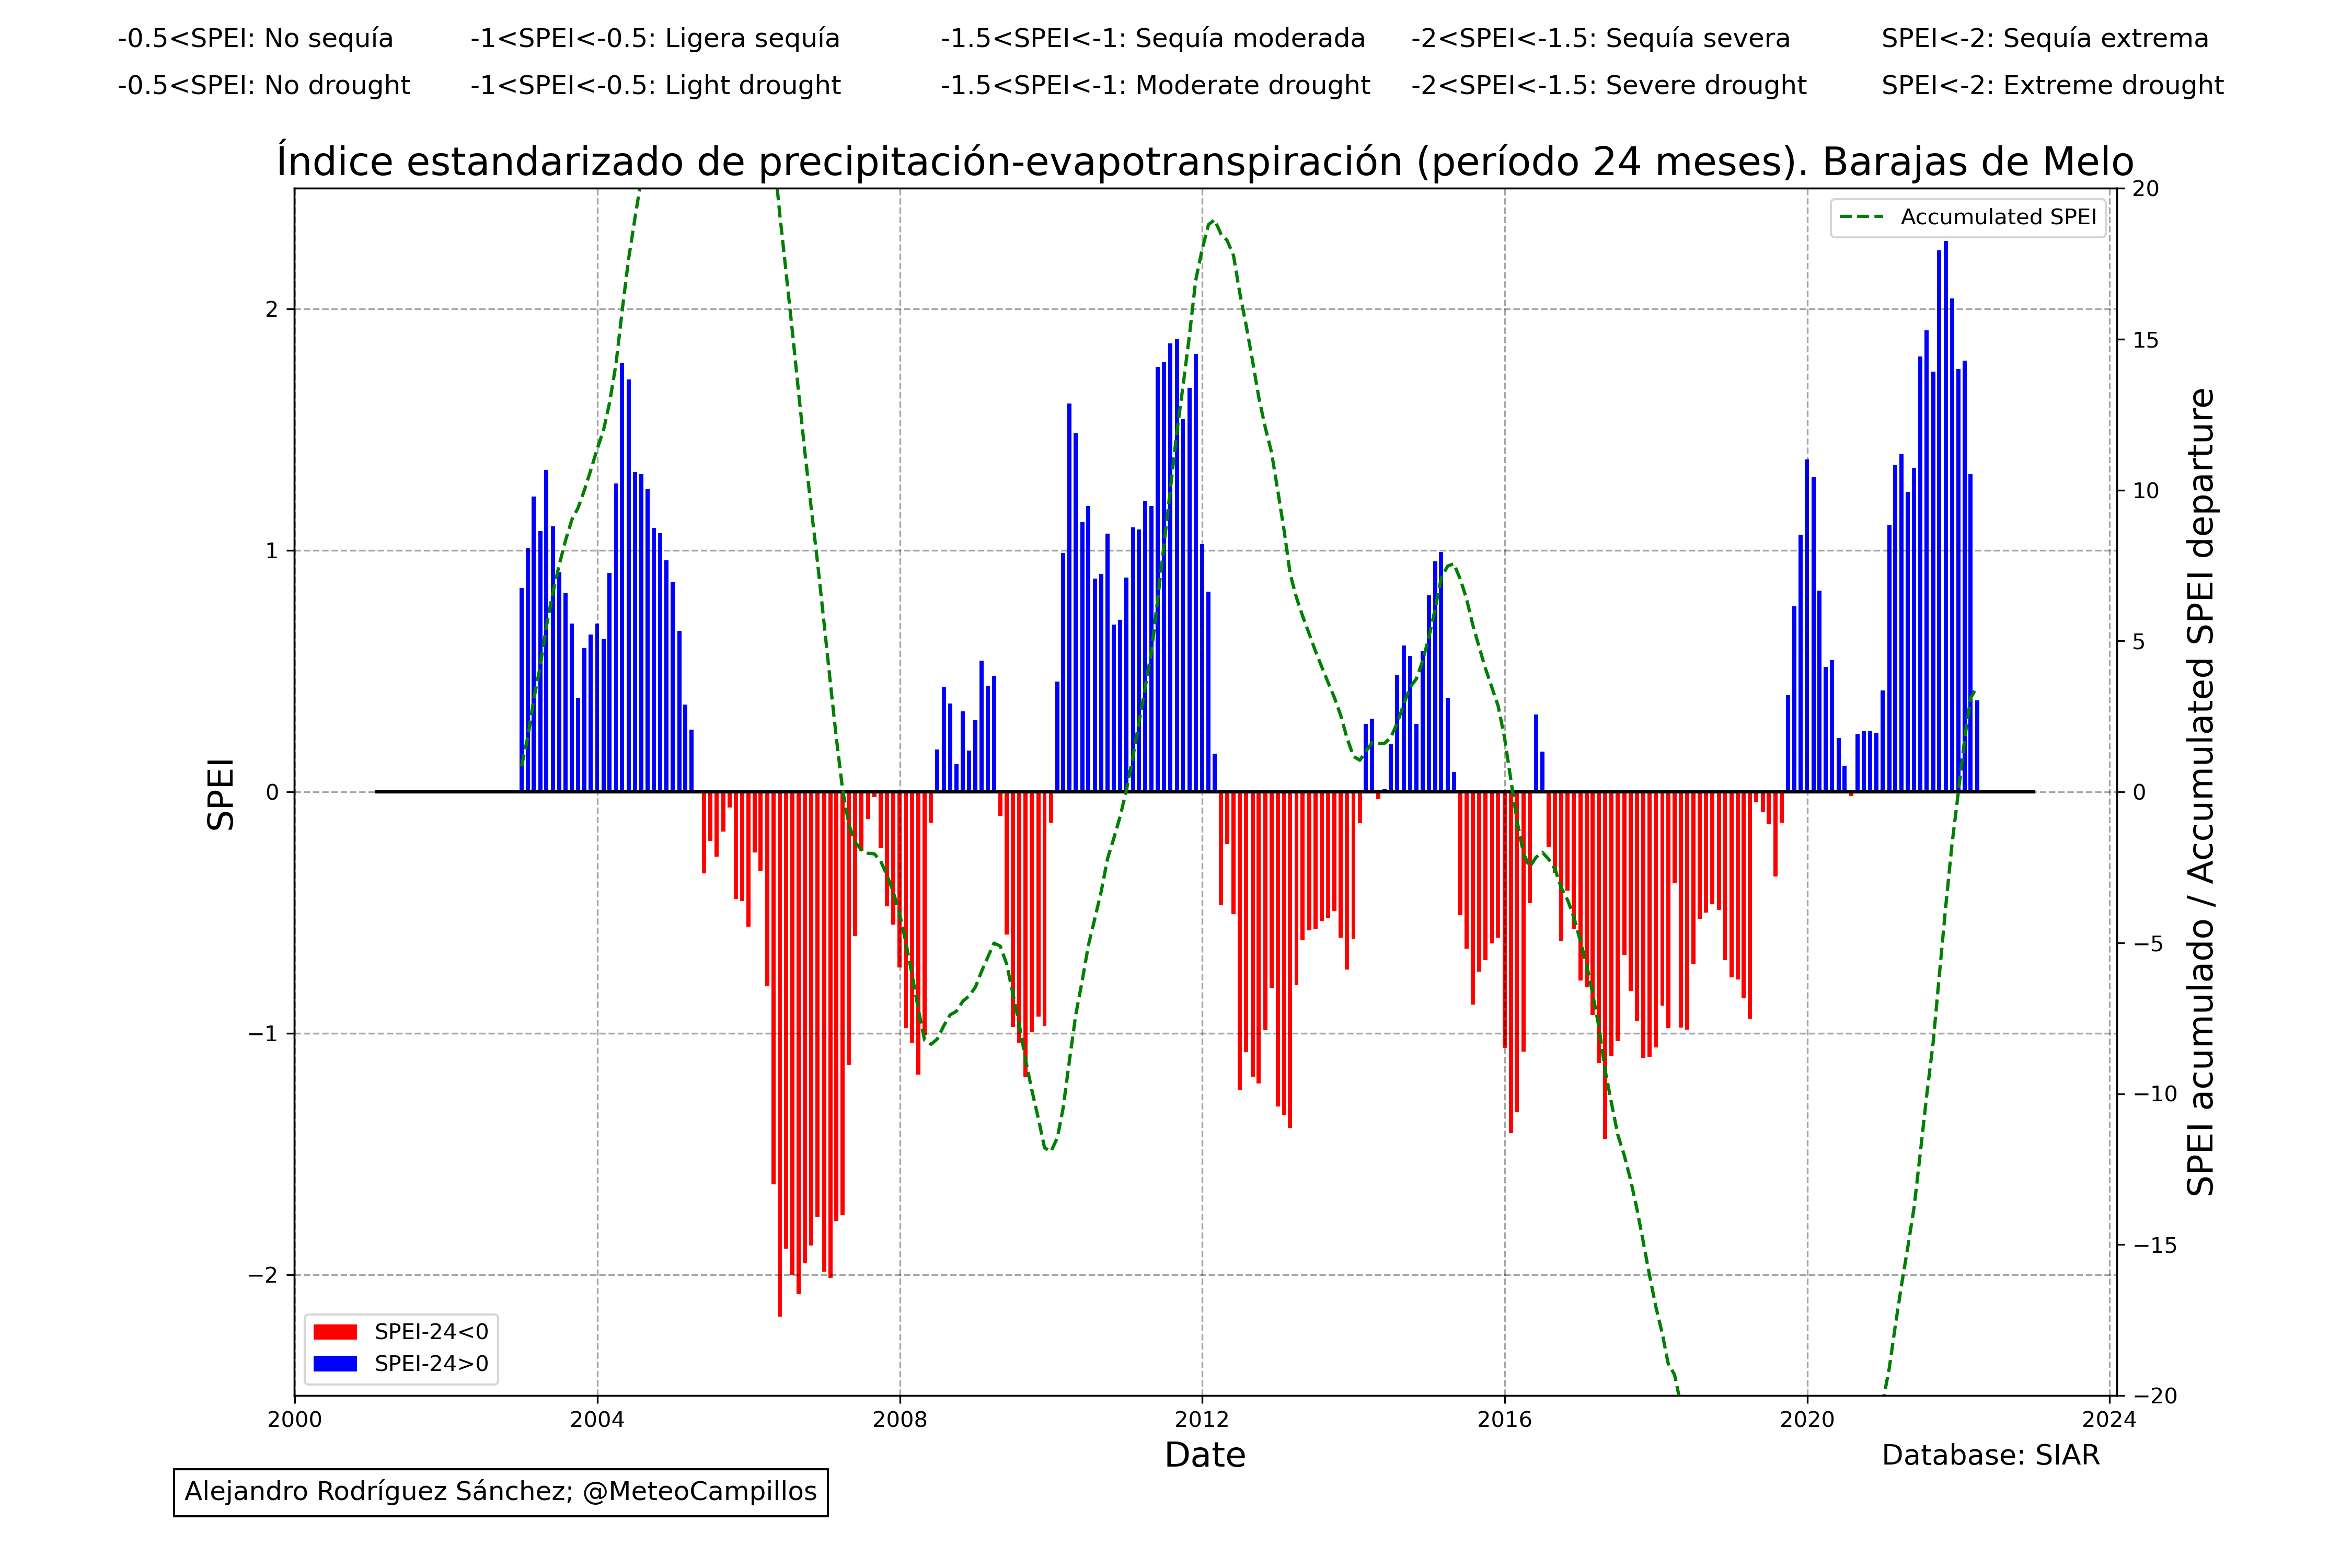 -0.5<SPEI: No sequía -1<SPEI<-0.5: Ligera sequía -1.5<SPEI<-1: Sequía moderada -2<SPEI<-1.5: Sequía severa SPEI<-2: Sequía extrema
-0.5<SPEI: No drought -1<SPEI<-0.5: Light drought -1.5<SPEI<-1: Moderate drought -2<SPEI<-1.5: Severe drought SPEI<-2: Extreme drought
Índice estandarizado de precipitación-evapotranspiración (período 24 meses). Barajas de Melo
Accumulated SPEI
SPEI
2
1
0
−1
−2
20
15
10
5
0
−5
−10
−15
−20
SPEI acumulado / Accumulated SPEI departure
SPEI-24<0
SPEI-24>0
2000 2004 2008 2012 2016 2020 2024
Date
Database: SIAR
Alejandro Rodríguez Sánchez; @MeteoCampillos